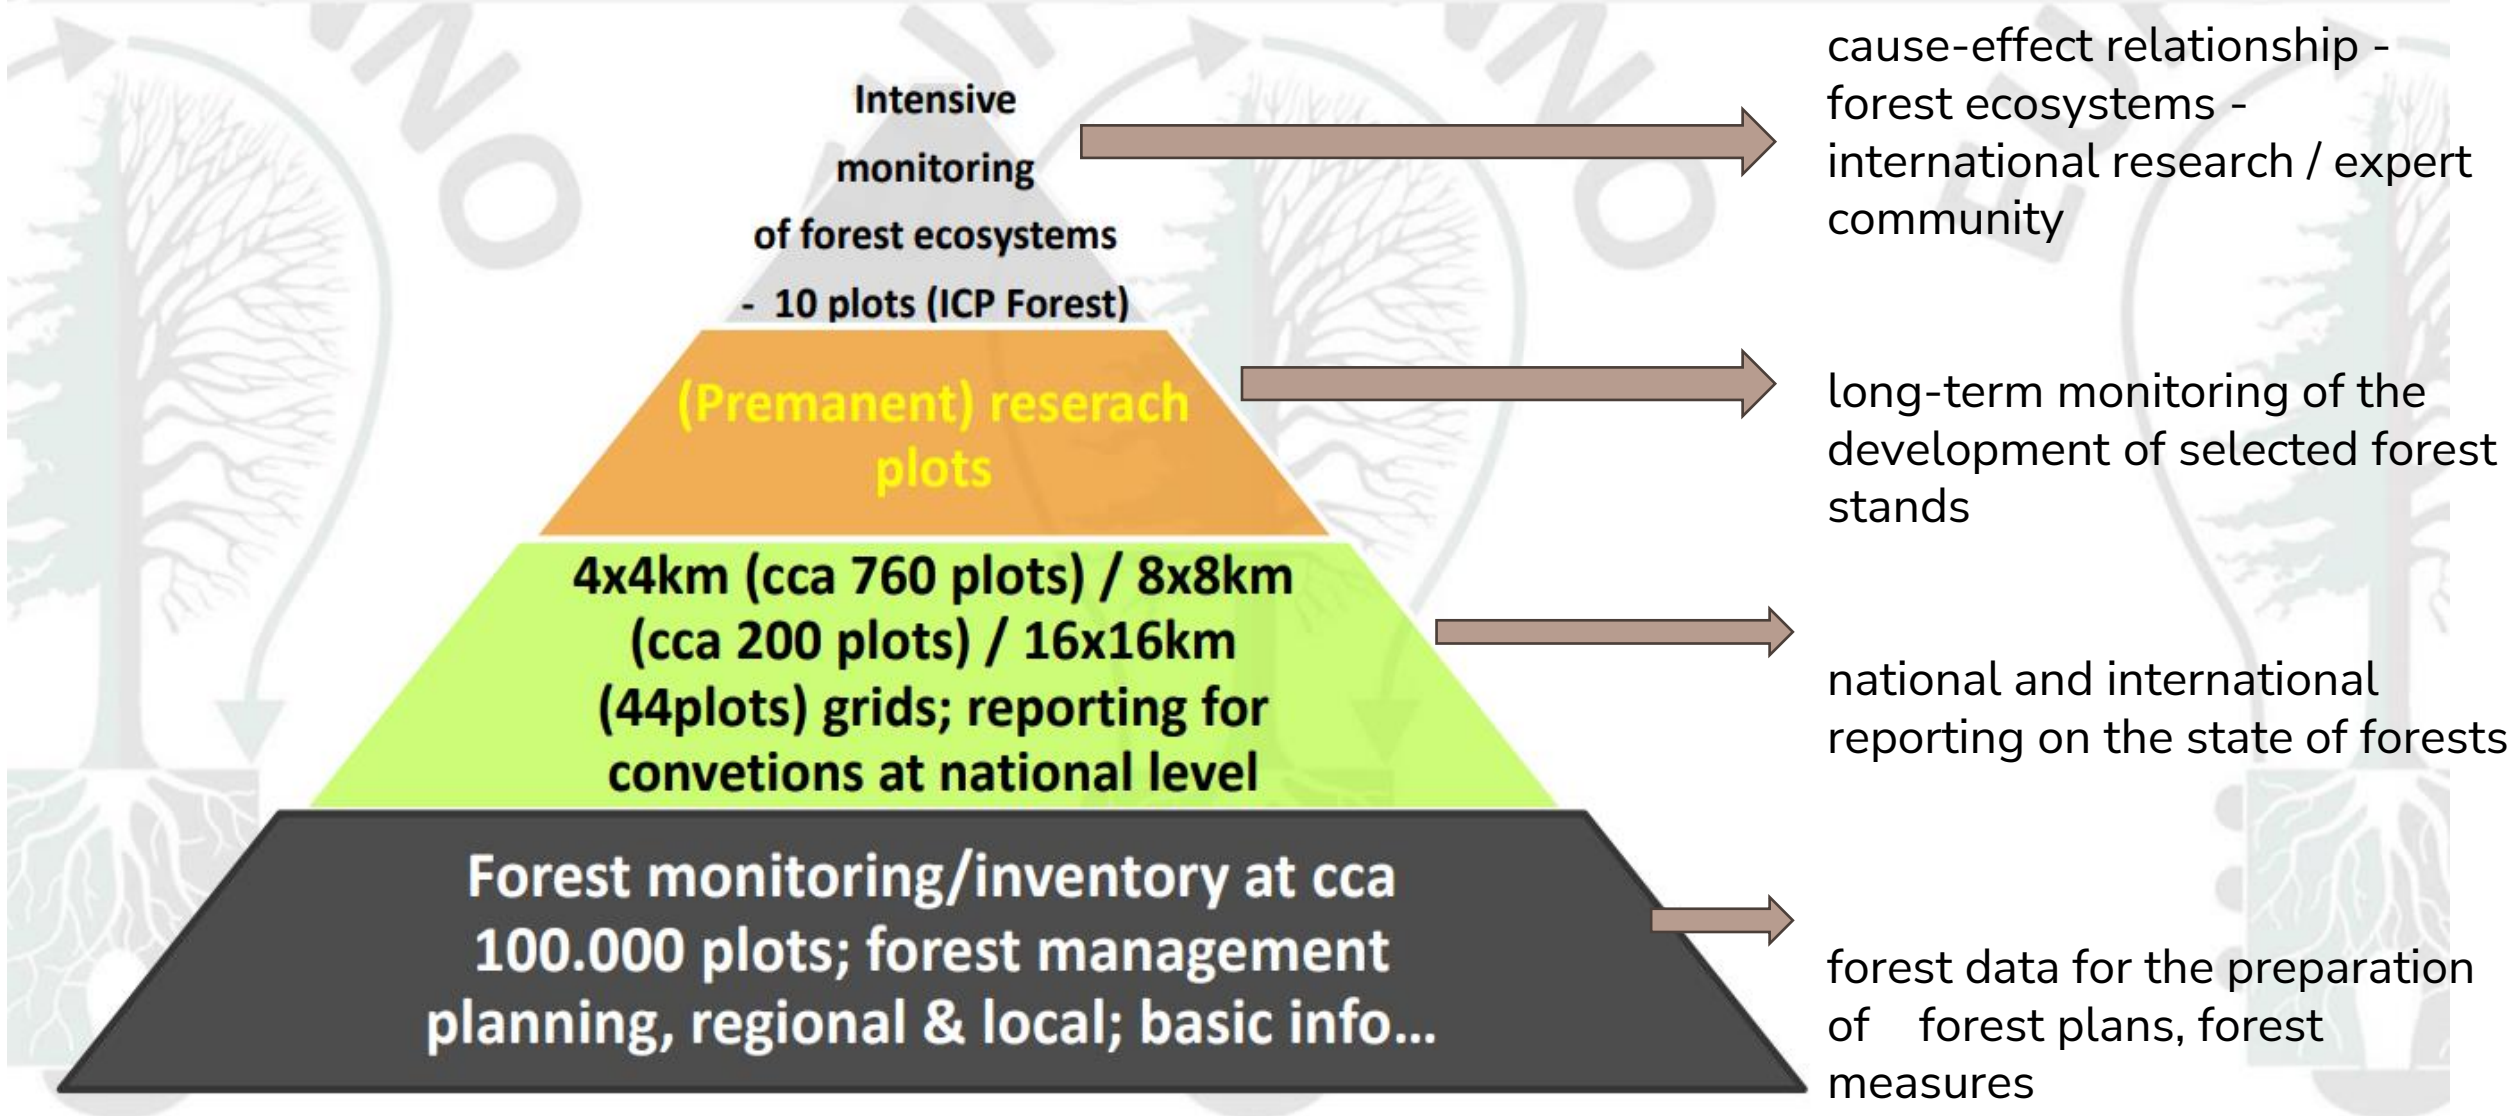 Intensive
monitoring
of forest ecosystems
- 10 plots (ICP Forest)
cause-effect relationship -
forest ecosystems -
international research / expert
community
(Premanent) reserach
plots
long-term monitoring of the
development of selected forest
stands
4x4km (cca 760 plots) / 8x8km
(cca 200 plots) / 16x16km
(44plots) grids; reporting for
convetions at national level
national and international
reporting on the state of forests
Forest monitoring/inventory at cca
100.000 plots; forest management
planning, regional & local; basic info...
forest data for the preparation
of    forest plans, forest
measures